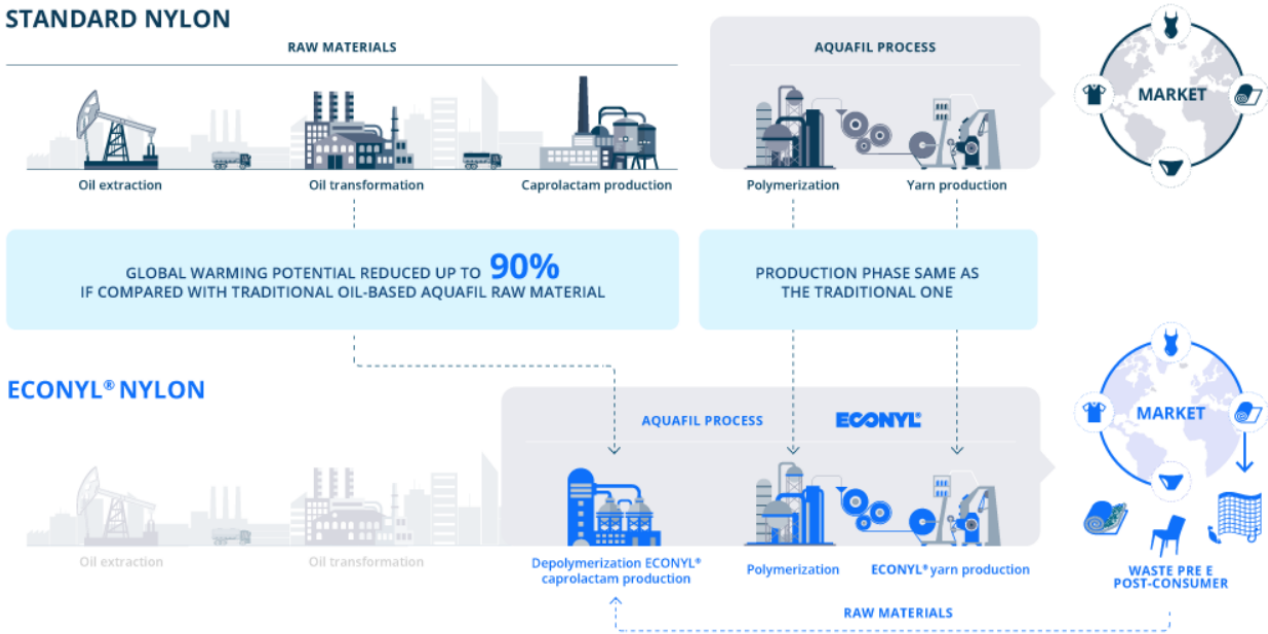 STANDARD NYLON
RAW MATERIALS
AQUAFIL PROCESS
MARKET
Oil extraction
Oil transformation
Caprolactam production
Polymerization
Yarn production
GLOBAL WARMING POTENTIAL REDUCED UP TO 90%
IF COMPARED WITH TRADITIONAL OIL-BASED AQUAFIL RAW MATERIAL
PRODUCTION PHASE SAME AS
THE TRADITIONAL ONE
ECONYL® NYLON
AQUAFIL PROCESS
ECONYL®
MARKET
Oil extraction
Oil transformation
Depolymerization ECONYL®
caprolactam production
Polymerization
ECONYL® yarn production
WASTE PRE E
POST-CONSUMER
RAW MATERIALS